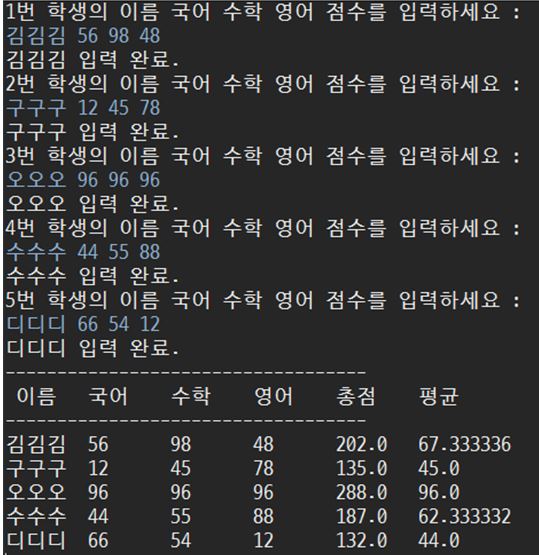 1번 학생의 이름 국어 수학 영어 점수를 입력하세요 :
김김김 56 98 48
김김김 입력 완료.
2번 학생의 이름 국어 수학 영어 점수를 입력하세요 :
구구구 12 45 78
구구구 입력 완료.
3번 학생의 이름 국어 수학 영어 점수를 입력하세요 :
오오오 96 96 96
오오오 입력 완료.
4번 학생의 이름 국어 수학 영어 점수를 입력하세요 :
수수수 44 55 88
수수수 입력 완료.
5번 학생의 이름 국어 수학 영어 점수를 입력하세요 :
디디디 66 54 12
디디디 입력 완료.
-----------------------------------
이름 국어 수학 영어 총점 평균
-----------------------------------
김김김 56 98 48 202.0 67.333336
구구구 12 45 78 135.0 45.0
오오오 96 96 96 288.0 96.0
수수수 44 55 88 187.0 62.333332
디디디 66 54 12 132.0 44.0